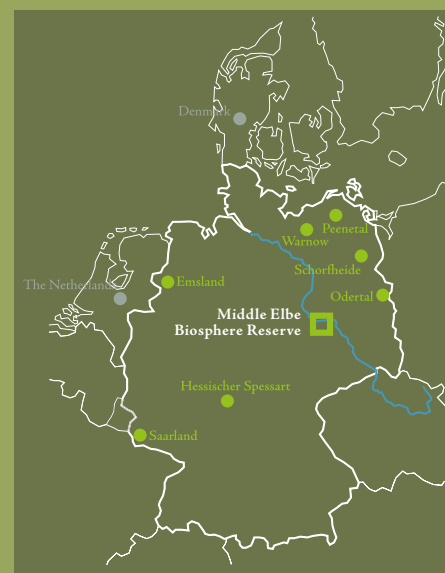 Denmark
Peenetal
Warnow
Schorfheide
The Netherlands
Emsland
Odertal
Middle Elbe
Biosphere Reserve
Hessischer Spessart
Saarland